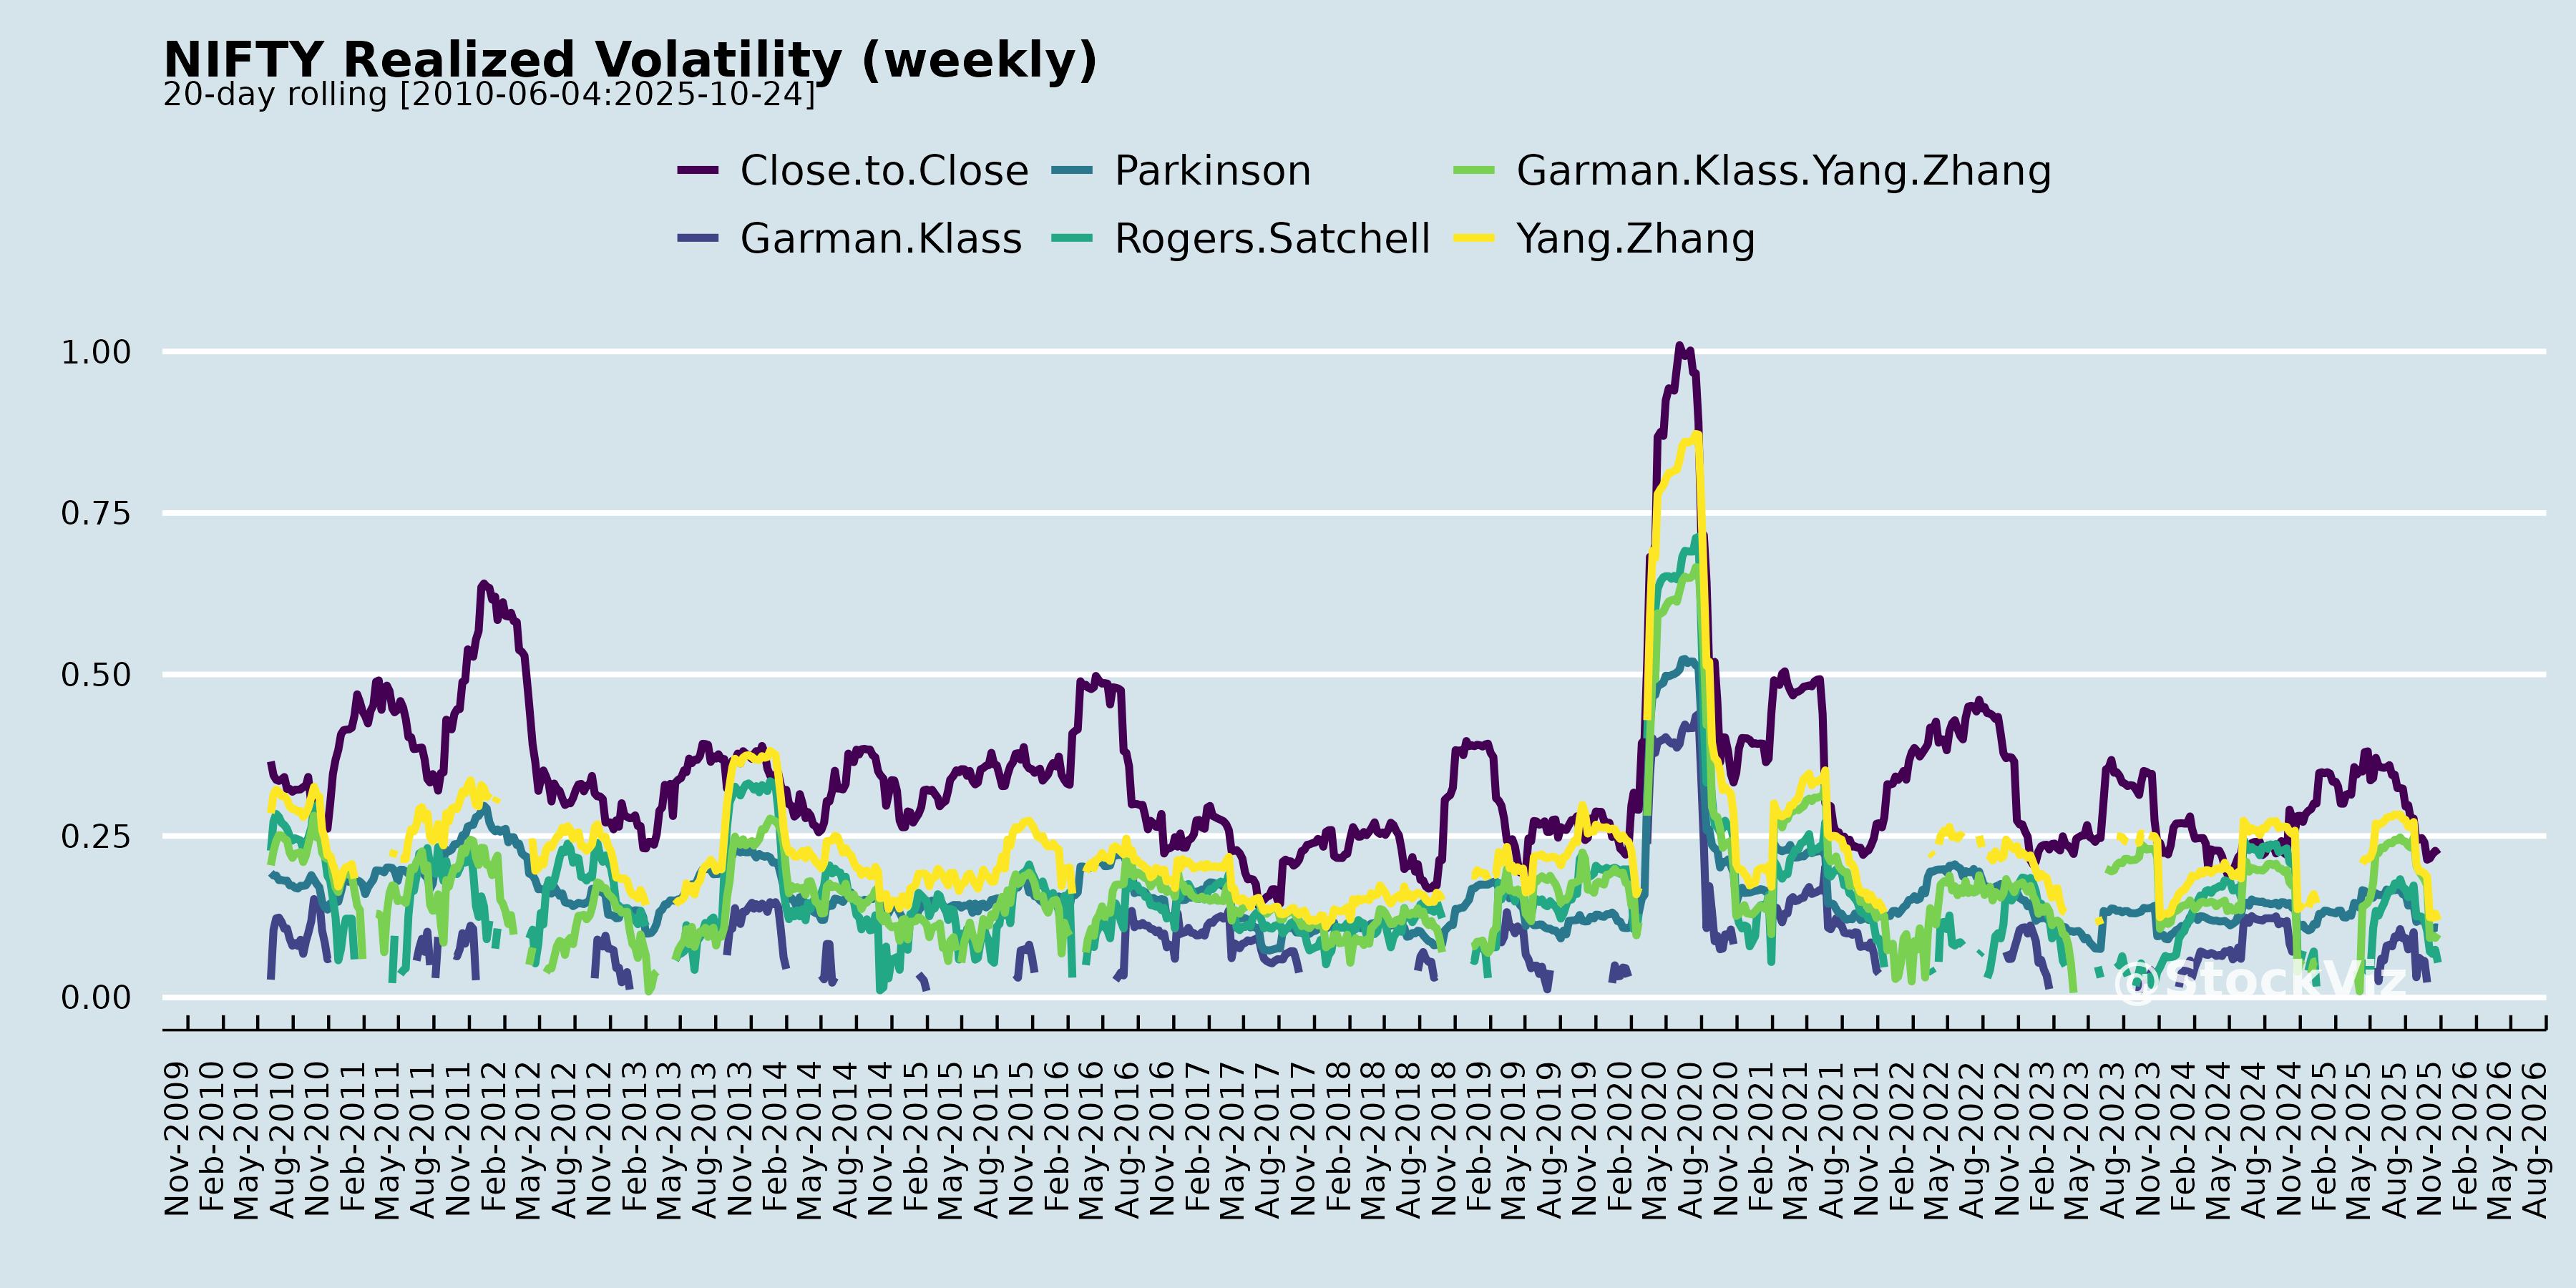 NIFTY Realized Volatility (weekly)
20-day rolling [2010-06-04:2025-10-24]
Close.to.Close Parkinson Garman.Klass.Yang.Zhang
Garman.Klass Rogers.Satchell Yang.Zhang
1.00
0.75
0.50
0.25
0.00
@StockViz
Nov-2009 Feb-2010 May-2010 Aug-2010 Nov-2010 Feb-2011 May-2011 Aug-2011 Nov-2011 Feb-2012 May-2012 Aug-2012 Nov-2012 Feb-2013 May-2013 Aug-2013 Nov-2013 Feb-2014 May-2014 Aug-2014 Nov-2014 Feb-2015 May-2015 Aug-2015 Nov-2015 Feb-2016 May-2016 Aug-2016 Nov-2016 Feb-2017 May-2017 Aug-2017 Nov-2017 Feb-2018 May-2018 Aug-2018 Nov-2018 Feb-2019 May-2019 Aug-2019 Nov-2019 Feb-2020 May-2020 Aug-2020 Nov-2020 Feb-2021 May-2021 Aug-2021 Nov-2021 Feb-2022 May-2022 Aug-2022 Nov-2022 Feb-2023 May-2023 Aug-2023 Nov-2023 Feb-2024 May-2024 Aug-2024 Nov-2024 Feb-2025 May-2025 Aug-2025 Nov-2025 Feb-2026 May-2026 Aug-2026